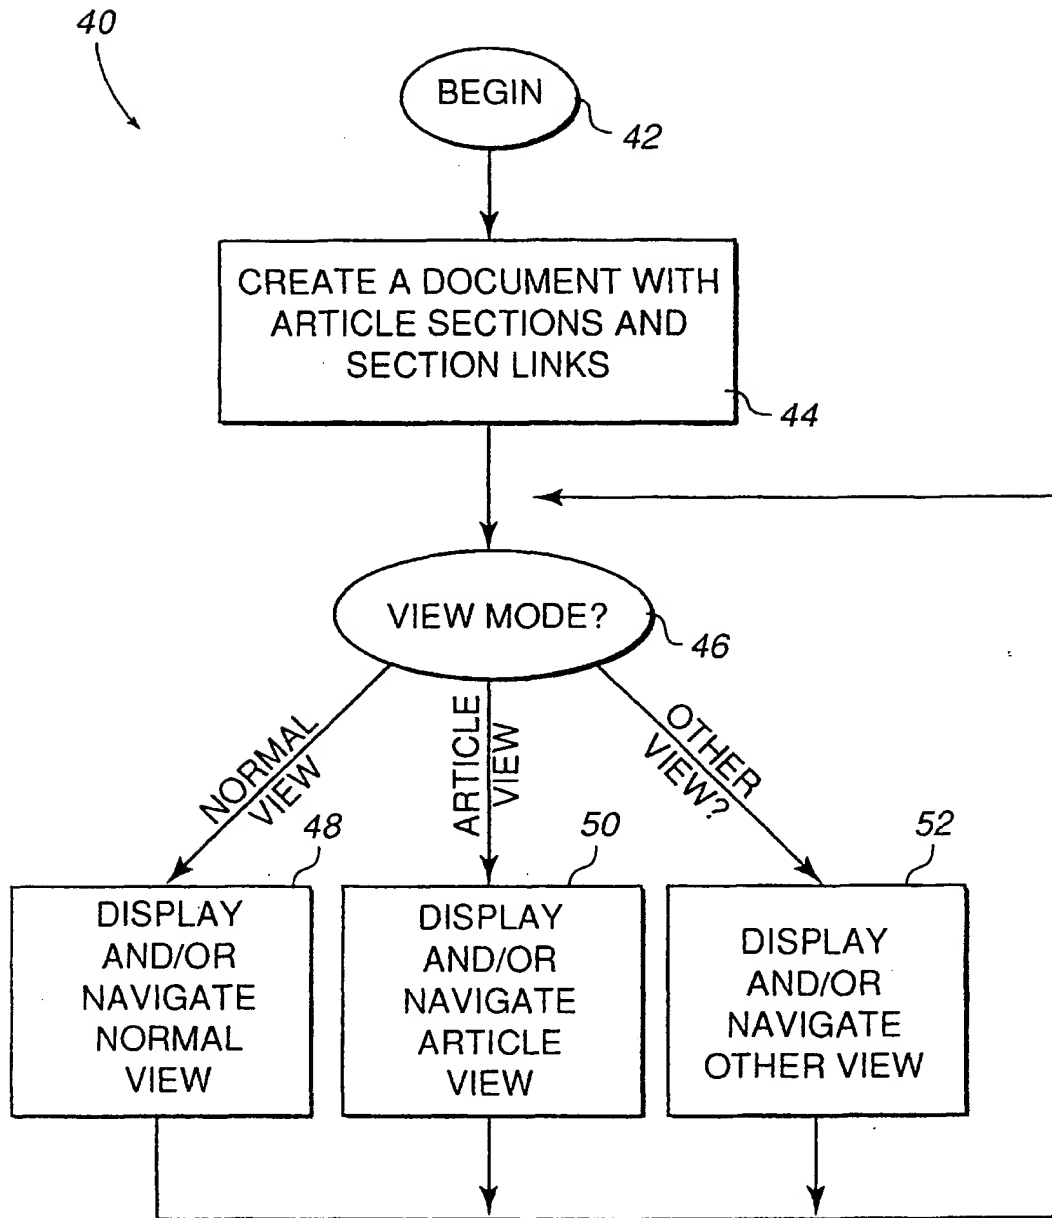 40
BEGIN
42
CREATE A DOCUMENT WITH
ARTICLE SECTIONS AND
SECTION LINKS
44
VIEW MODE?
46
NORMAL
VIEW
ARTICLE
VIEW
OTHER
VIEW?
48
DISPLAY
AND/OR
NAVIGATE
NORMAL
VIEW
50
DISPLAY
AND/OR
NAVIGATE
ARTICLE
VIEW
52
DISPLAY
AND/OR
NAVIGATE
OTHER VIEW